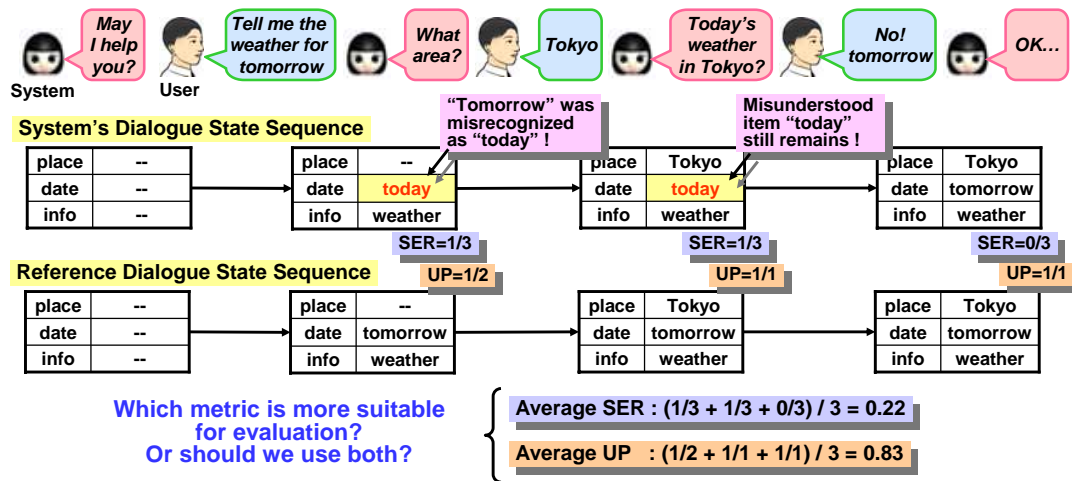 May
I help
you?
Tell me the
weather for
tomorrow
What
area?
Tokyo
Today's
weather
in Tokyo?
No!
tomorrow
OK…
System
User
"Tomorrow" was
misrecognized
as "today" !
Misunderstood
item "today"
still remains !
System's Dialogue State Sequence
place --
date --
info --
place --
date today
info weather
place Tokyo
date today
info weather
place Tokyo
date tomorrow
info weather
SER=1/3
UP=1/2
SER=1/3
UP=1/1
SER=0/3
UP=1/1
Reference Dialogue State Sequence
place --
date --
info --
place --
date tomorrow
info weather
place Tokyo
date tomorrow
info weather
place Tokyo
date tomorrow
info weather
Which metric is more suitable
for evaluation?
Or should we use both?
Average SER : (1/3 + 1/3 + 0/3) / 3 = 0.22
Average UP : (1/2 + 1/1 + 1/1) / 3 = 0.83